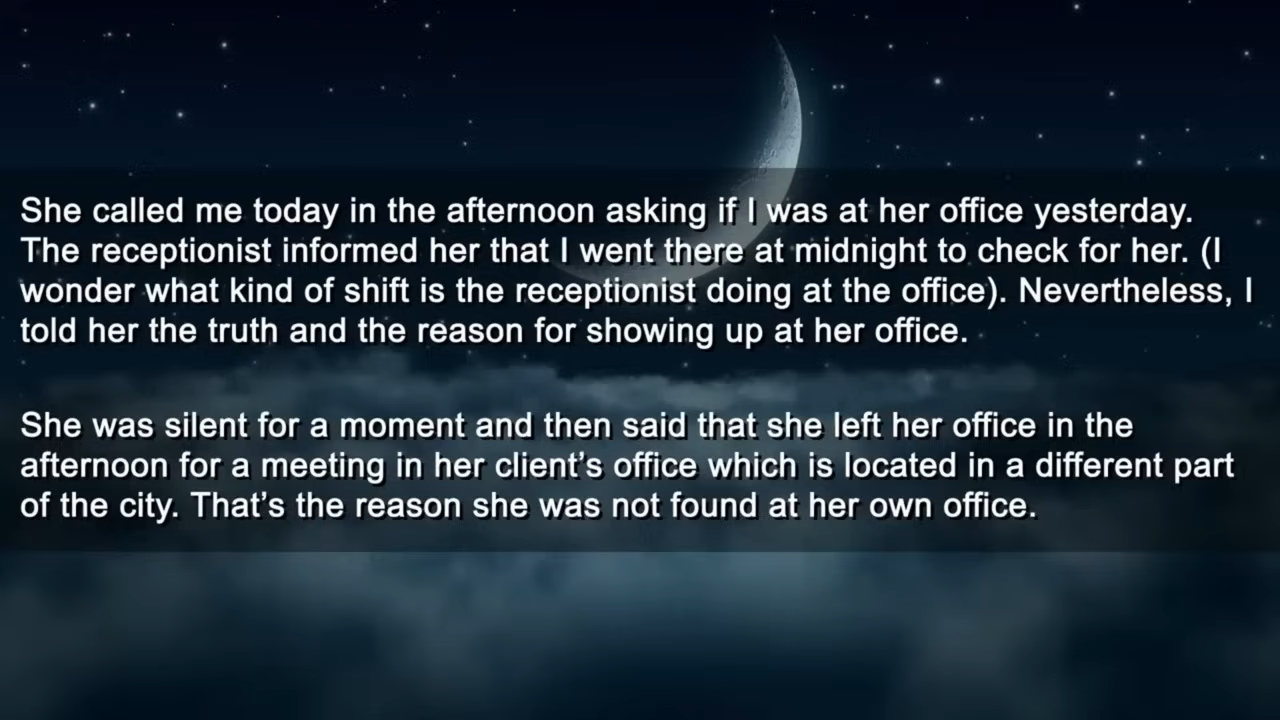 She called me today in the afternoon asking if I was at her office yesterday.
The receptionist informed her that I went there at midnight to check for her. (I
wonder what kind of shift is the receptionist doing at the office). Nevertheless, I
told her the truth and the reason for showing up at her office.
She was silent for a moment and then said that she left her office in the
afternoon for a meeting in her client’s office which is located in a different part
of the city. That’s the reason she was not found at her own office.